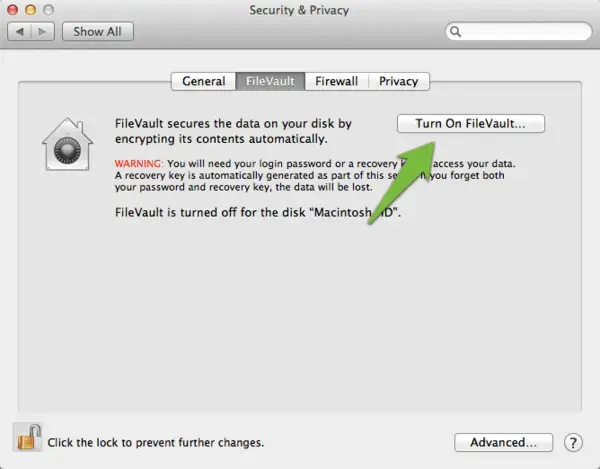 Security & Privacy
Show All
General FileVault Firewall Privacy
FileVault secures the data on your disk by
encrypting its contents automatically.
Turn On FileVault...
WARNING: You will need your login password or a recovery k access your data.
A recovery key is automatically generated as part of this se you forget both
your password and recovery key, the data will be lost.
FileVault is turned off for the disk “Macintosh D”.
Click the lock to prevent further changes.
Advanced...
?